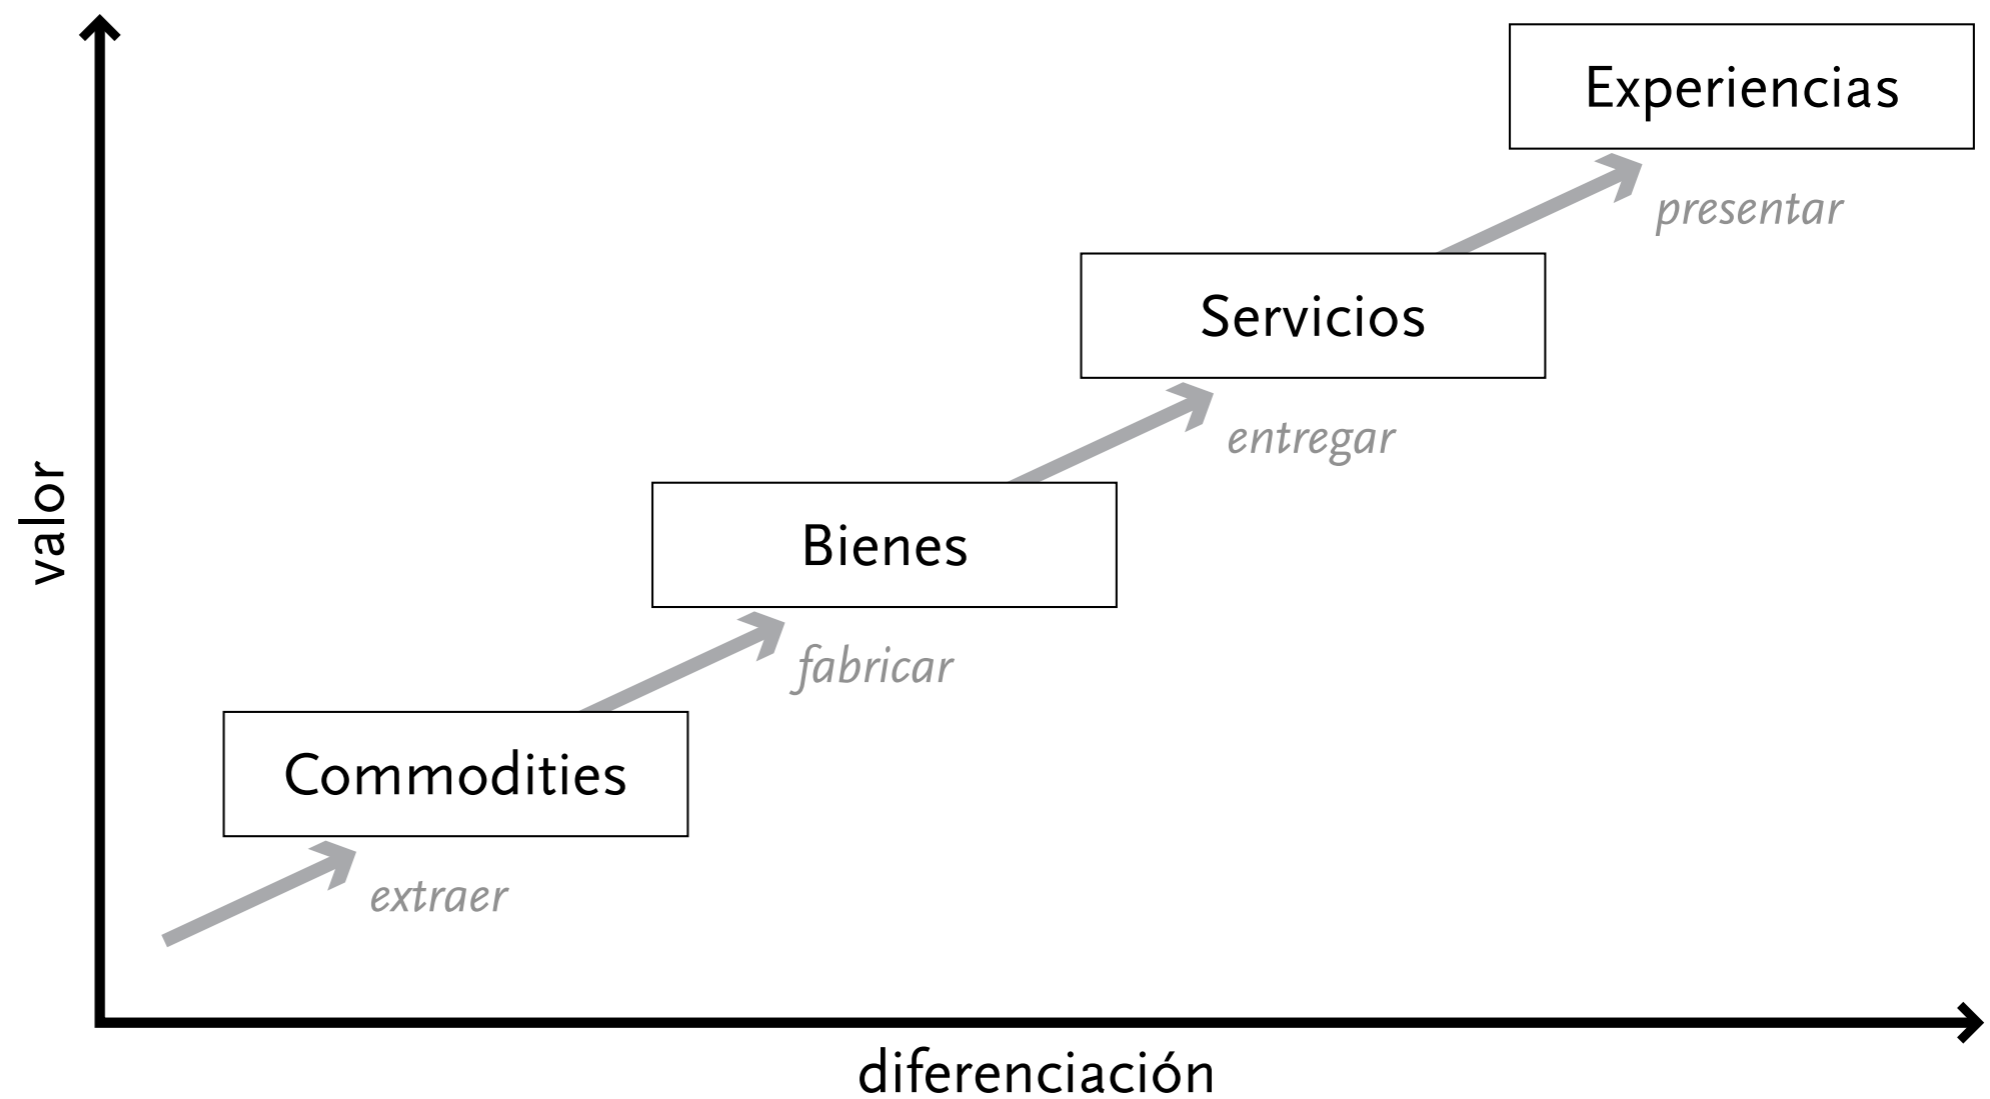 Experiencias
presentar
Servicios
entregar
valor
Bienes
fabricar
Commodities
extraer
diferenciación